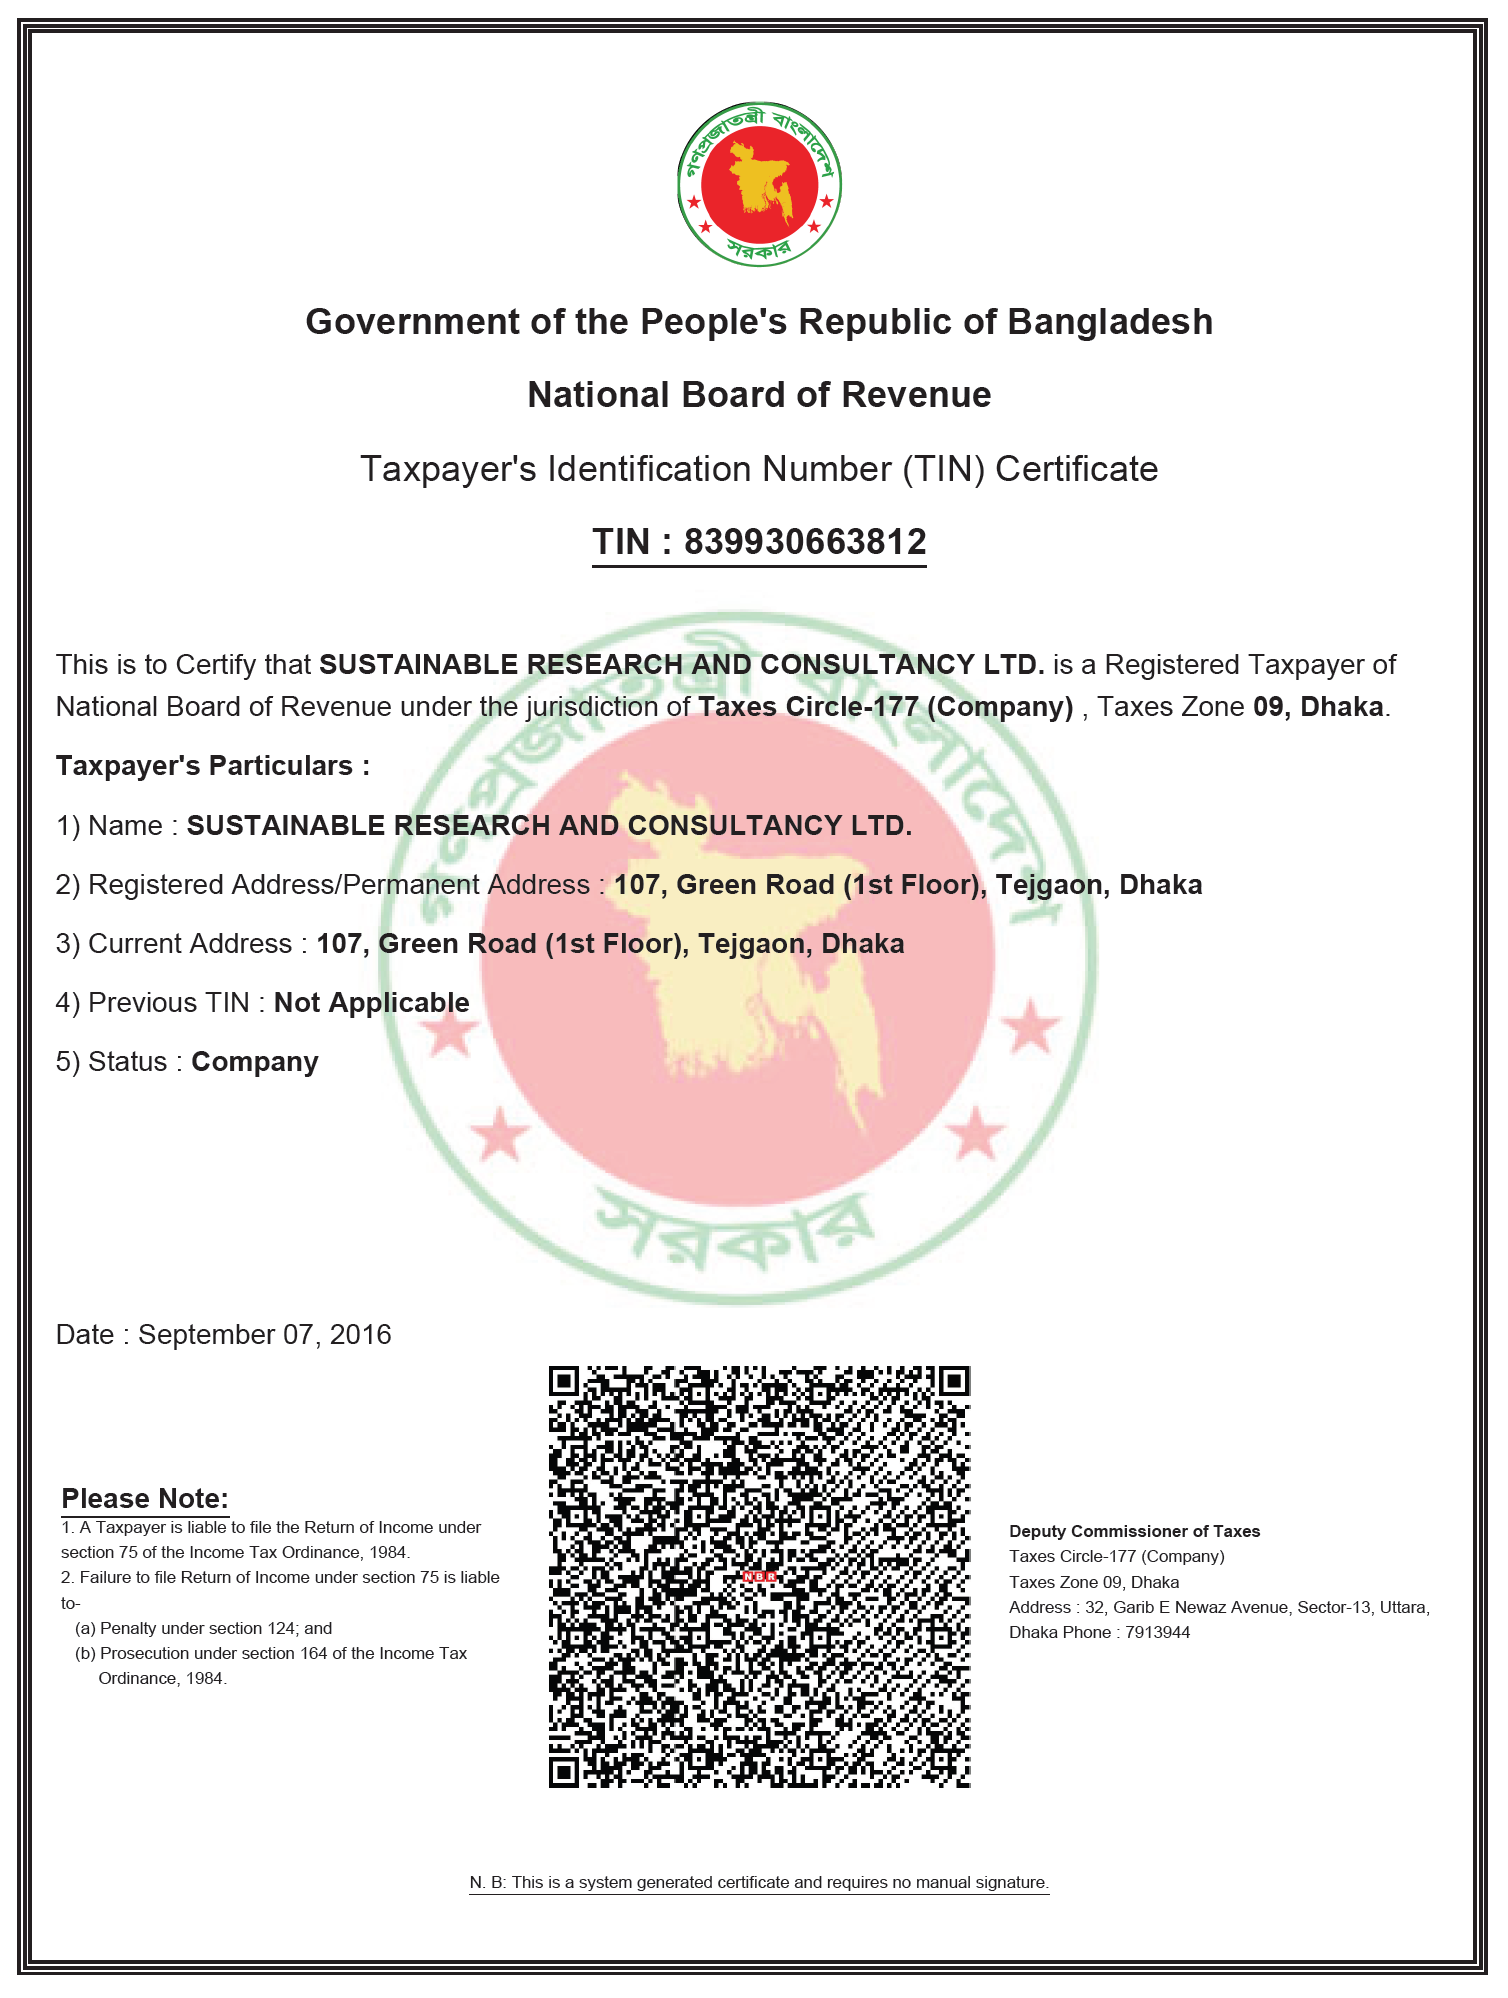 গণপ্রজাতন্ত্রী বাংলাদেশ
সরকার
Government of the People's Republic of Bangladesh
National Board of Revenue
Taxpayer's Identification Number (TIN) Certificate
TIN : 839930663812
গণপ্রজাতন্ত্রী বাংলাদেশ
This is to Certify that SUSTAINABLE RESEARCH AND CONSULTANCY LTD. is a Registered Taxpayer of
National Board of Revenue under the jurisdiction of Taxes Circle-177 (Company) , Taxes Zone 09, Dhaka.
Taxpayer's Particulars :
1) Name : SUSTAINABLE RESEARCH AND CONSULTANCY LTD.
2) Registered Address/Permanent Address : 107, Green Road (1st Floor), Tejgaon, Dhaka
3) Current Address : 107, Green Road (1st Floor), Tejgaon, Dhaka
4) Previous TIN : Not Applicable
5) Status : Company
সরকার
Date : September 07, 2016
Please Note:
1. A Taxpayer is liable to file the Return of Income under
section 75 of the Income Tax Ordinance, 1984.
2. Failure to file Return of Income under section 75 is liable
to-
(a) Penalty under section 124; and
(b) Prosecution under section 164 of the Income Tax
Ordinance, 1984.
NBR
Deputy Commissioner of Taxes
Taxes Circle-177 (Company)
Taxes Zone 09, Dhaka
Address : 32, Garib E Newaz Avenue, Sector-13, Uttara,
Dhaka Phone : 7913944
N. B: This is a system generated certificate and requires no manual signature.